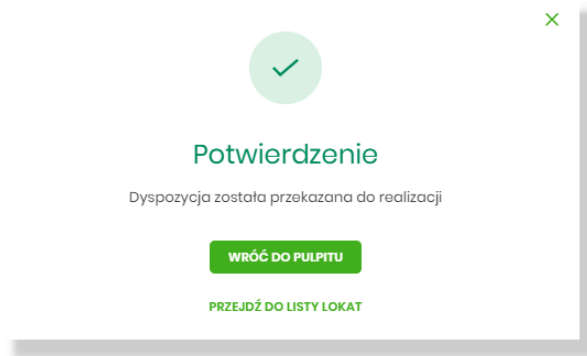 Potwierdzenie
Dyspozycja została przekazana do realizacji
WRÓĆ DO PULPITU
PRZEJDŹ DO LISTY LOKAT